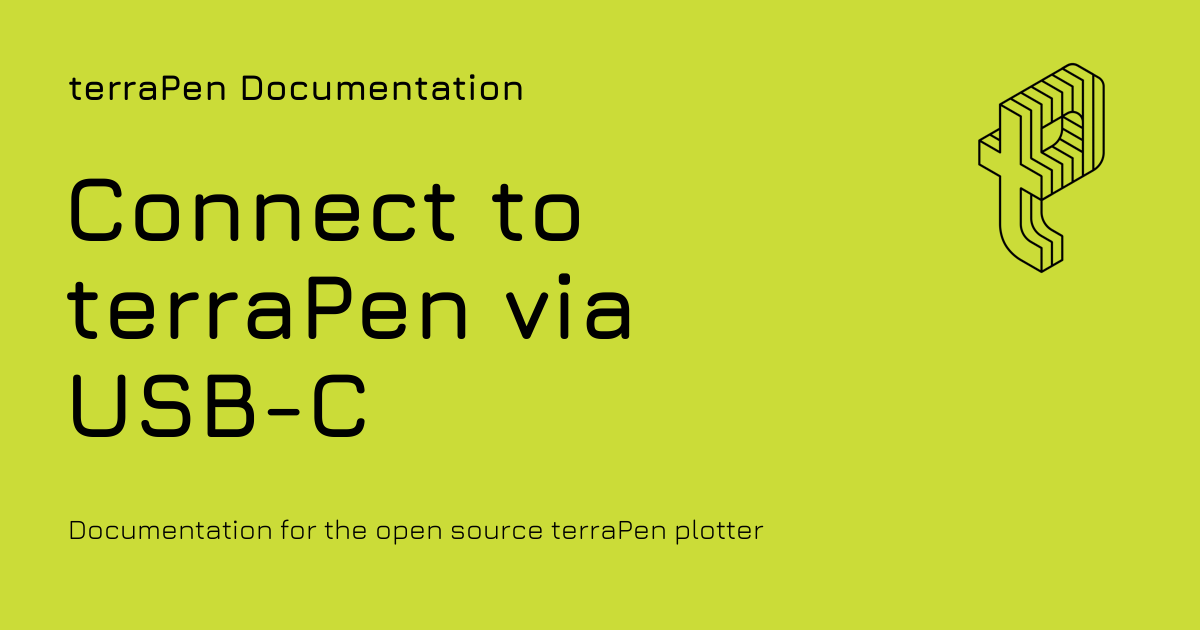 terraPen Documentation
Connect to
terraPen via
USB-C
Documentation for the open source terraPen plotter